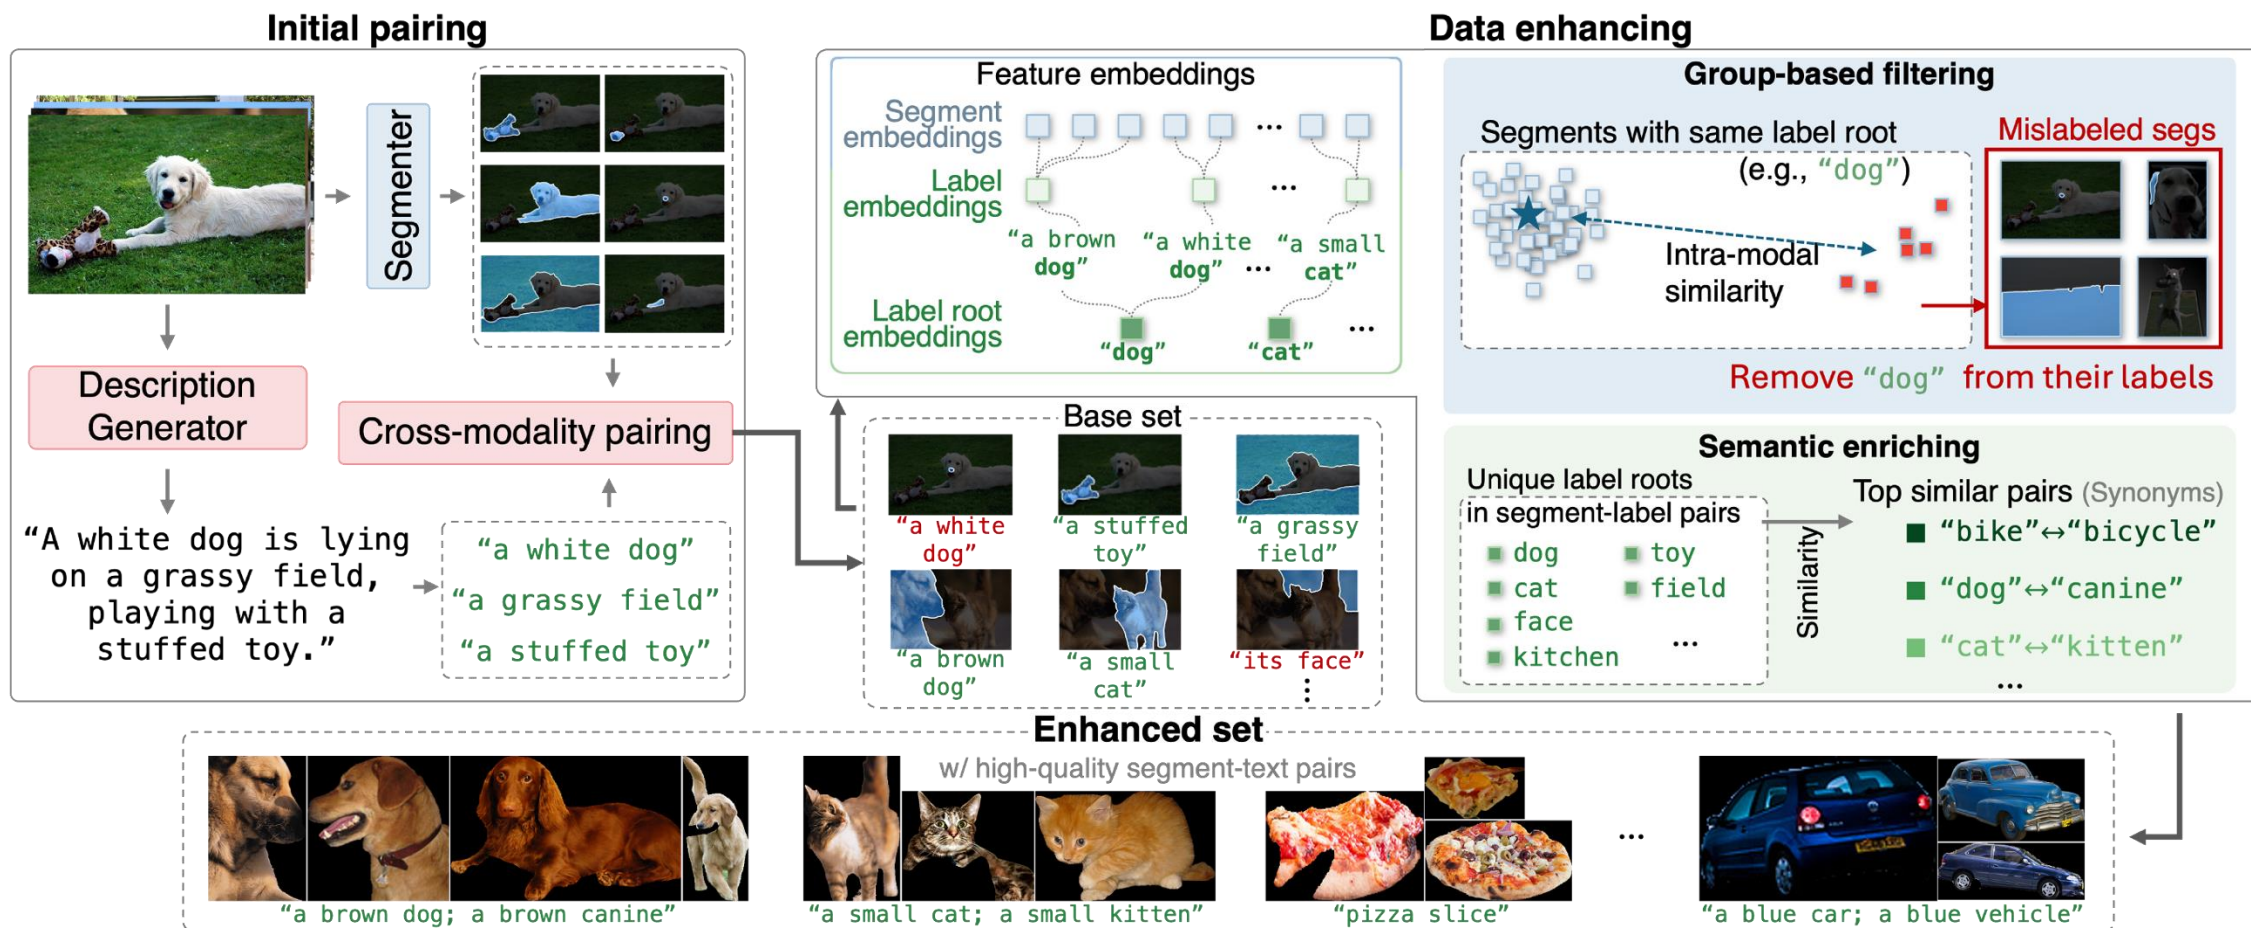 Initial pairing
Segmenter
Description
Generator
Cross-modality pairing
“A white dog is lying
on a grassy field,
playing with a
stuffed toy.”
“a white dog”
“a grassy field”
“a stuffed toy”
Data enhancing
Feature embeddings
Segment
embeddings
...
Label
embeddings
...
“a brown
dog”
“a white
dog”
...
“a small
cat”
Label root
embeddings
...
“dog”
“cat”
Base set
“a white
dog”
“a stuffed
toy”
“a grassy
field”
“a brown
dog”
“a small
cat”
“its face”
⋮
Group-based filtering
Segments with same label root
(e.g., “dog”)
Intra-modal
similarity
Mislabeled segs
Remove “dog” from their labels
Semantic enriching
Unique label roots
in segment-label pairs
dog
cat
face
kitchen
toy
field
...
Similarity
Top similar pairs (Synonyms)
“bike”↔“bicycle”
“dog”↔“canine”
“cat”↔“kitten”
...
Enhanced set
w/ high-quality segment-text pairs
...
“a brown dog; a brown canine”
“a small cat; a small kitten”
“pizza slice”
“a blue car; a blue vehicle”